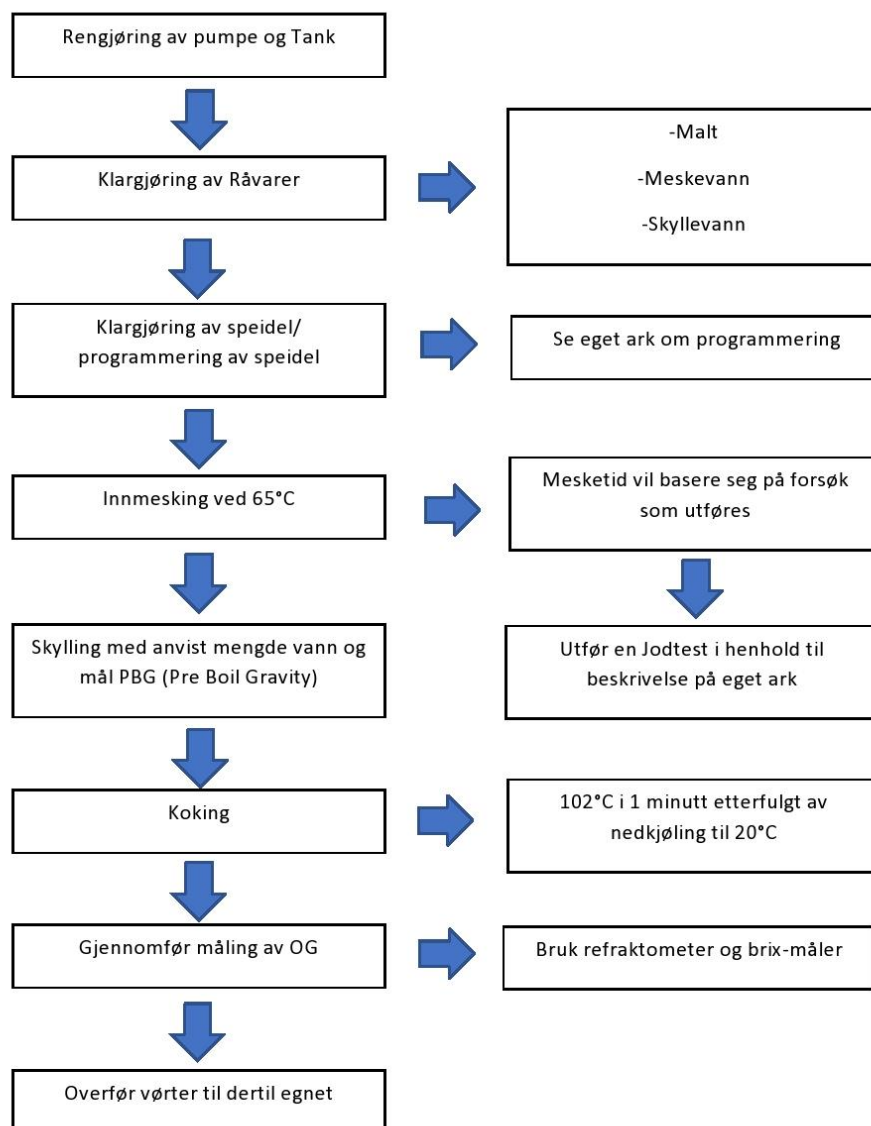 Rengjøring av pumpe og Tank
Klargjøring av Råvarer
-Malt
-Meskevann
-Skyllevann
Klargjøring av speidel/
programmering av speidel
Se eget ark om programmering
Innmesking ved 65°C
Mesketid vil basere seg på forsøk
som utføres
Skylling med anvist mengde vann og
mål PBG (Pre Boil Gravity)
Utfør en Jodtest i henhold til
beskrivelse på eget ark
Koking
102°C i 1 minutt etterfulgt av
nedkjøling til 20°C
Gjennomfør måling av OG
Bruk refraktometer og brix-måler
Overfør vørter til dertil egnet